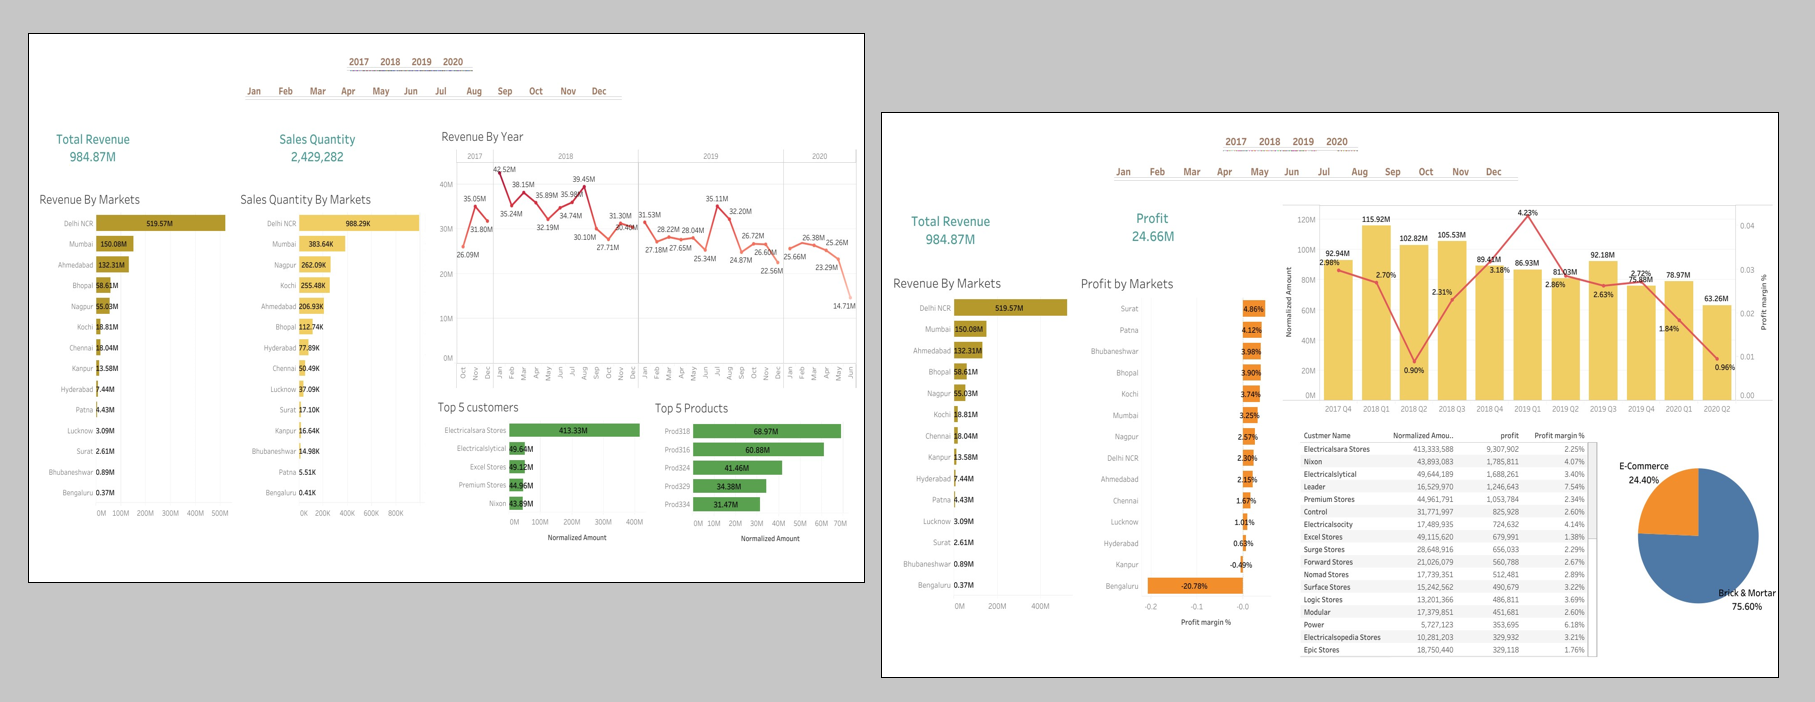 2017 2018 2019 2020
Jan Feb Mar Apr May Jun Jul Aug Sep Oct Nov Dec
Total Revenue
984.87M
Sales Quantity
2,429,282
Revenue By Markets
Delhi NCR 519.57M
Mumbai 150.08M
Ahmedabad 132.31M
Bhopal 58.61M
Nagpur 55.03M
Kochi 18.81M
Chennai 18.04M
Kanpur 13.58M
Hyderabad 7.44M
Patna 4.43M
Lucknow 3.09M
Surat 2.61M
Bhubaneshwar 0.89M
Bengaluru 0.37M
0M 100M 200M 300M 400M 500M
Sales Quantity By Markets
Delhi NCR 988.29K
Mumbai 383.64K
Nagpur 262.09K
Kochi 255.48K
Ahmedabad 206.93K
Bhopal 112.74K
Hyderabad 77.89K
Chennai 50.49K
Lucknow 37.09K
Surat 17.10K
Kanpur 16.64K
Bhubaneshwar 14.98K
Patna 5.51K
Bengaluru 0.41K
0K 200K 400K 600K 800K
Revenue By Year
2017 2018 2019 2020
40M
30M
20M
10M
0M
26.09M 35.05M 31.80M
42.52M 35.24M 38.15M 35.89M 32.19M 34.74M 35.98M 39.45M 30.10M 27.71M 31.30M 30.40M
31.53M 27.18M 28.22M 27.65M 28.04M 25.34M 35.11M 32.20M 24.87M 26.72M 26.60M 22.56M
25.66M 26.38M 25.26M 23.29M 14.71M
Oct Nov Dec Jan Feb Mar Apr May Jun Jul Aug Sep Oct Nov Dec Jan Feb Mar Apr May Jun Jul Aug Sep Oct Nov Dec Jan Feb Mar Apr May Jun
Top 5 customers
Electricalsara Stores 413.33M
Electricalslytical 49.64M
Excel Stores 49.12M
Premium Stores 44.96M
Nixon 43.89M
0M 100M 200M 300M 400M
Normalized Amount
Top 5 Products
Prod318 68.97M
Prod316 60.88M
Prod324 41.46M
Prod329 34.38M
Prod334 31.47M
0M 10M 20M 30M 40M 50M 60M 70M
Normalized Amount
2017 2018 2019 2020
Jan Feb Mar Apr May Jun Jul Aug Sep Oct Nov Dec
Total Revenue
984.87M
Profit
24.66M
Revenue By Markets
Delhi NCR 519.57M
Mumbai 150.08M
Ahmedabad 132.31M
Bhopal 58.61M
Nagpur 55.03M
Kochi 18.81M
Chennai 18.04M
Kanpur 13.58M
Hyderabad 7.44M
Patna 4.43M
Lucknow 3.09M
Surat 2.61M
Bhubaneshwar 0.89M
Bengaluru 0.37M
0M 200M 400M
Profit by Markets
Surat 4.86%
Patna 4.12%
Bhubaneshwar 3.98%
Bhopal 3.90%
Kochi 3.74%
Mumbai 3.25%
Nagpur 2.57%
Delhi NCR 2.30%
Ahmedabad 2.15%
Chennai 1.67%
Lucknow 1.01%
Hyderabad 0.63%
Kanpur -0.49%
Bengaluru -20.78%
-0.2 -0.1 -0.0
Profit margin %
Normalized Amount
120M
100M
80M
60M
40M
20M
0M
92.94M 115.92M 102.82M 105.53M 89.41M 86.93M 81.03M 92.18M 75.88M 78.97M 63.26M
2.98% 2.70% 0.90% 2.31% 3.18% 4.23% 2.86% 2.63% 2.72% 1.84% 0.96%
0.04
0.03
0.02
0.01
0.00
Profit margin %
2017 Q4 2018 Q1 2018 Q2 2018 Q3 2018 Q4 2019 Q1 2019 Q2 2019 Q3 2019 Q4 2020 Q1 2020 Q2
Custmer Name Normalized Amou.. profit Profit margin %
Electricalsara Stores 413,333,588 9,307,902 2.25%
Nixon 43,893,083 1,785,811 4.07%
Electricalslytical 49,644,189 1,688,261 3.40%
Leader 16,529,970 1,246,643 7.54%
Premium Stores 44,961,791 1,053,784 2.34%
Control 31,771,997 825,928 2.60%
Electricalsocity 17,489,935 724,632 4.14%
Excel Stores 49,115,620 679,991 1.38%
Surge Stores 28,648,916 656,033 2.29%
Forward Stores 21,026,079 560,788 2.67%
Nomad Stores 17,739,351 512,481 2.89%
Surface Stores 15,242,562 490,679 3.22%
Logic Stores 13,201,366 486,811 3.69%
Modular 17,379,851 451,681 2.60%
Power 5,727,123 353,695 6.18%
Electricalsopedia Stores 10,281,203 329,932 3.21%
Epic Stores 18,750,440 329,118 1.76%
E-Commerce
24.40%
Brick & Mortar
75.60%